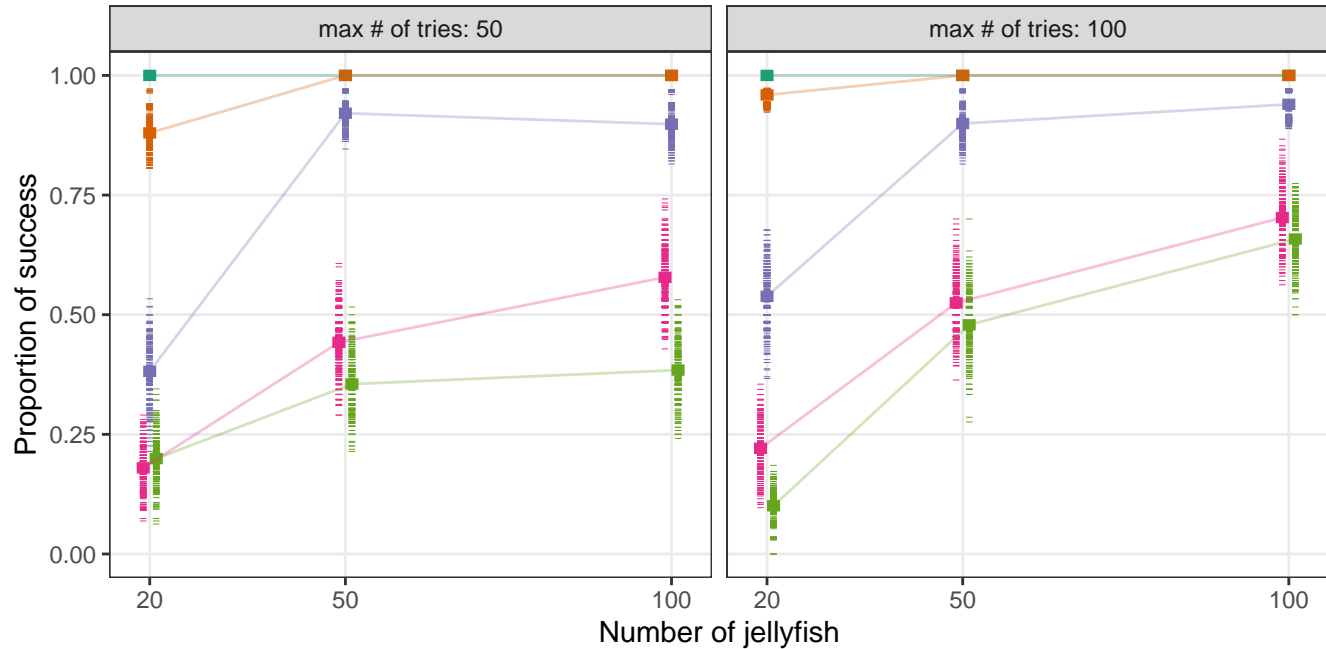 max # of tries: 50
max # of tries: 100
Proportion of success
1.00
0.75
0.50
0.25
0.00
20 50 100
20 50 100
Number of jellyfish